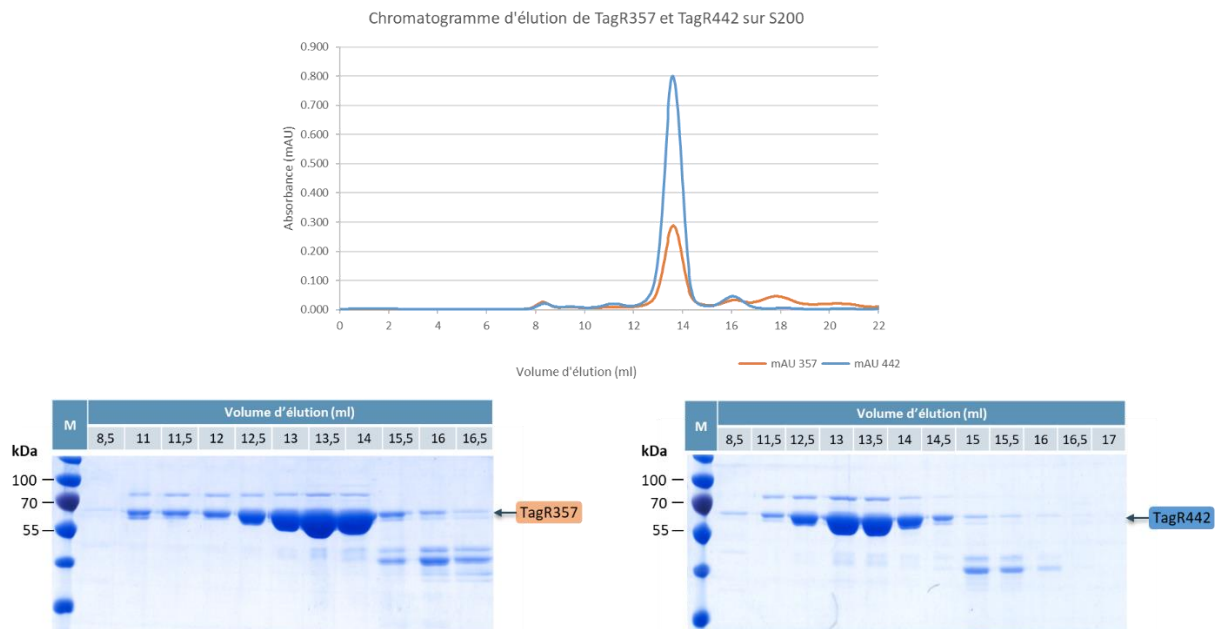 Chromatogramme d'élution de TagR357 et TagR442 sur S200
Absorbance (mAU)
0.900
0.800
0.700
0.600
0.500
0.400
0.300
0.200
0.100
0.000
0 2 4 6 8 10 12 14 16 18 20 22
Volume d'élution (ml)
mAU 357 mAU 442
M Volume d'élution (ml)
8,5 11 11,5 12 12,5 13 13,5 14 15,5 16 16,5
kDa
100
70
55
TagR357
M Volume d'élution (ml)
8,5 11,5 12,5 13 13,5 14 14,5 15 15,5 16 16,5 17
kDa
100
70
55
TagR442